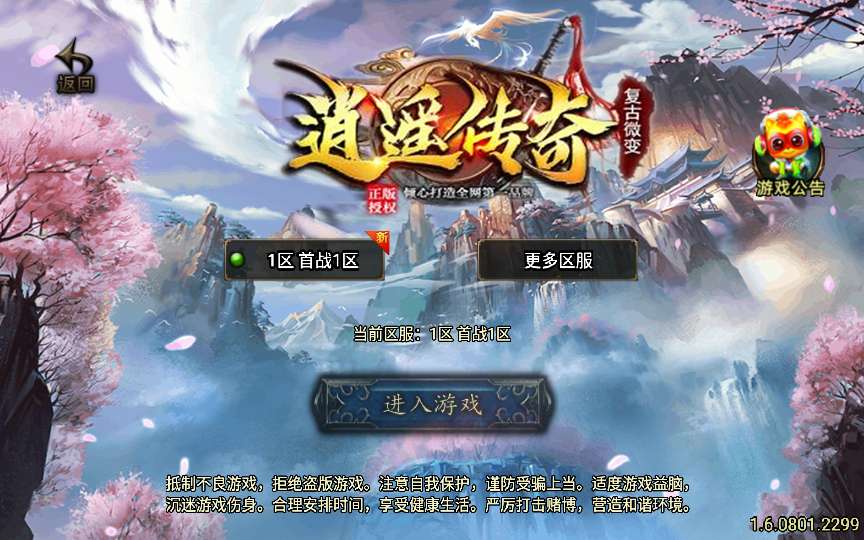 返回
逍遥传奇
复古微变
正版授权
倾心打造全网第一品牌
游戏公告
新
1区 首战1区
更多区服
当前区服：1区 首战1区
进入游戏
抵制不良游戏，拒绝盗版游戏。注意自我保护，谨防受骗上当。适度游戏益脑，
沉迷游戏伤身。合理安排时间，享受健康生活。严厉打击赌博，营造和谐环境。
1.6.0801.2299